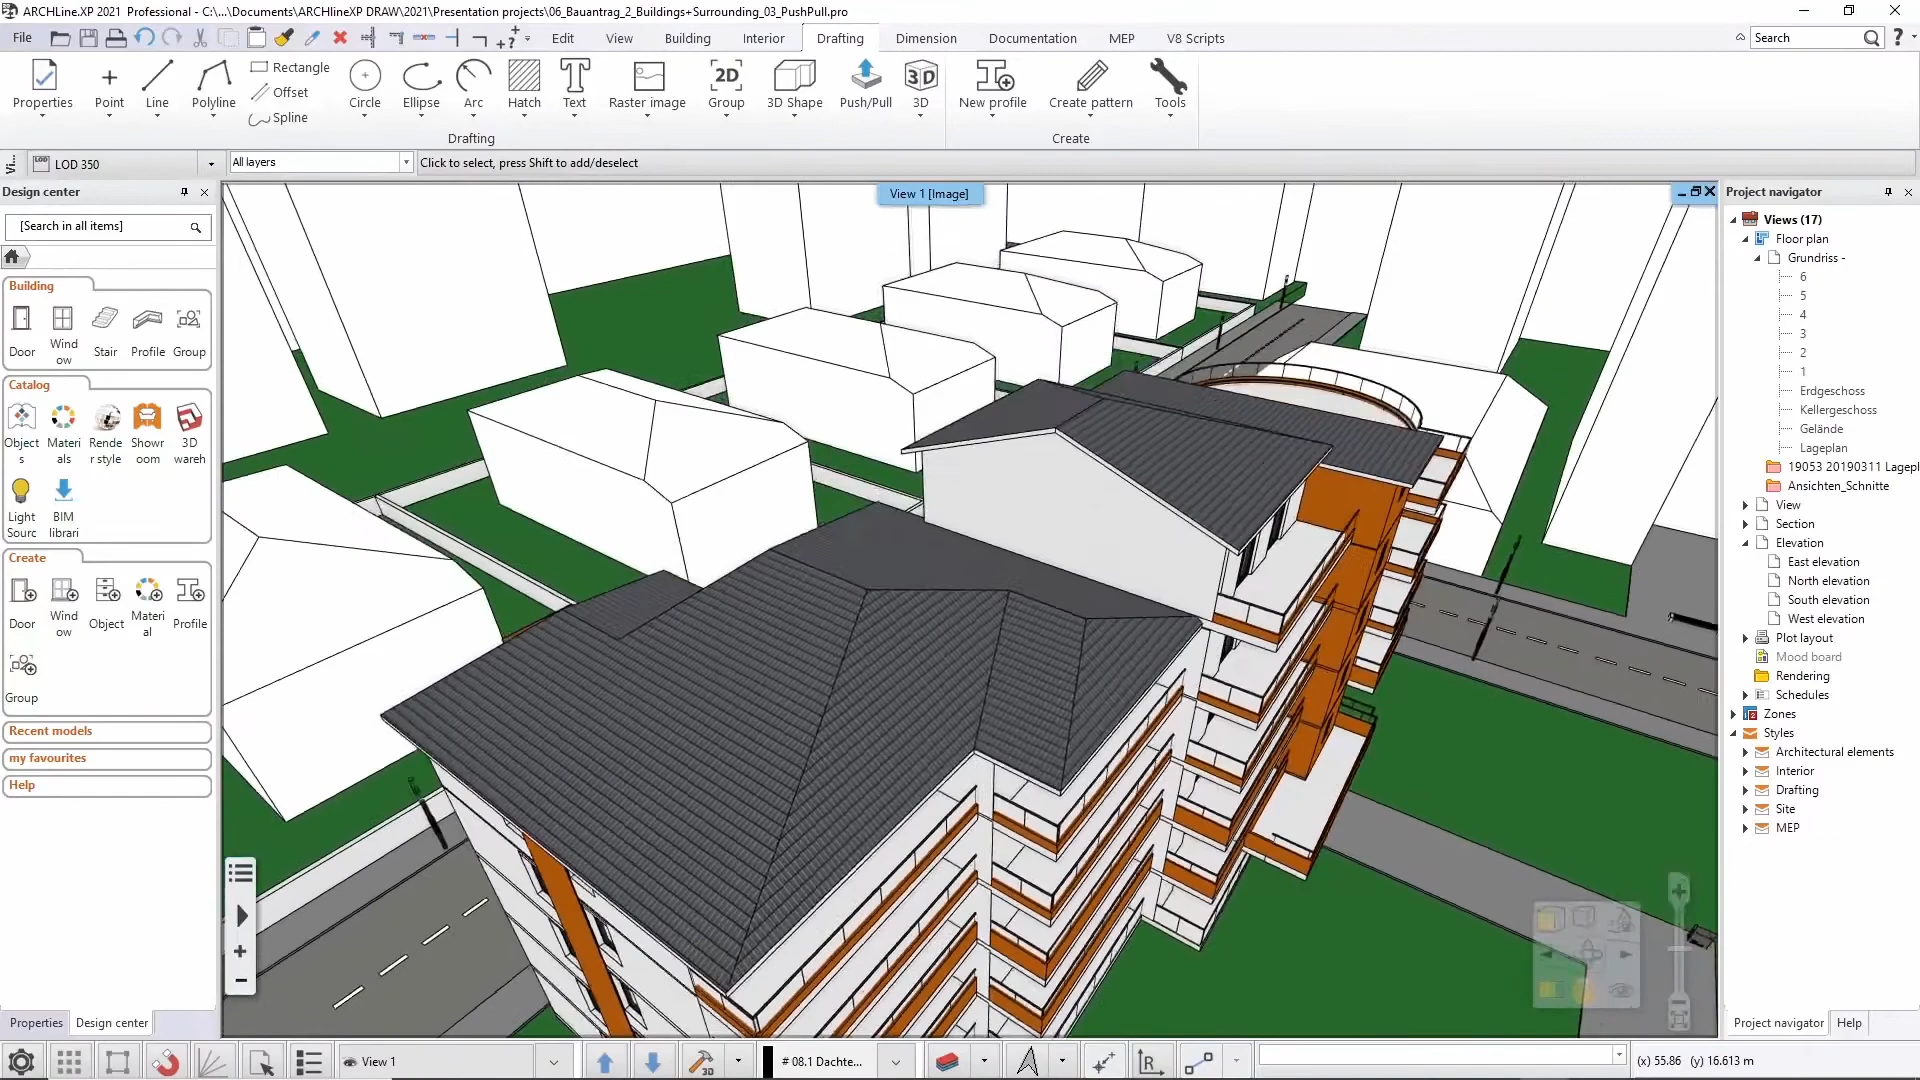 ARCHLine.XP 2021 Professional - C:\...\Documents\ARCHlineXP DRAW\2021\Presentation projects\06_Bauantrag_2_Buildings+Surrounding_03_PushPull.pro
File
Edit
View
Building
Interior
Drafting
Dimension
Documentation
MEP
V8 Scripts
Search
?
Properties
Point
Line
Polyline
Rectangle
Offset
Spline
Circle
Ellipse
Arc
Hatch
Text
Raster image
2D
Group
3D Shape
Push/Pull
3D
3D
New profile
Create pattern
Tools
Drafting
Create
LOD 350
All layers
Click to select, press Shift to add/deselect
Design center
[Search in all items]
Building
Door
Wind
ow
Stair
Profile
Group
Catalog
Object
s
Materi
als
Rende
r style
Showr
oom
3D
wareh
Light
Sourc
BIM
librari
Create
Door
Wind
ow
Object
Materi
al
Profile
Group
Recent models
my favourites
Help
Properties
Design center
View 1 [Image]
Project navigator
Views (17)
Floor plan
Grundriss -
6
5
4
3
2
1
Erdgeschoss
Kellergeschoss
Gelände
Lageplan
19053 20190311 Lagepl
Ansichten_Schnitte
View
Section
Elevation
East elevation
North elevation
South elevation
West elevation
Plot layout
Mood board
Rendering
Schedules
Zones
Styles
Architectural elements
Interior
Drafting
Site
MEP
Project navigator
Help
View 1
3D
# 08.1 Dachte...
R
(x) 55.86 (y) 16.613 m